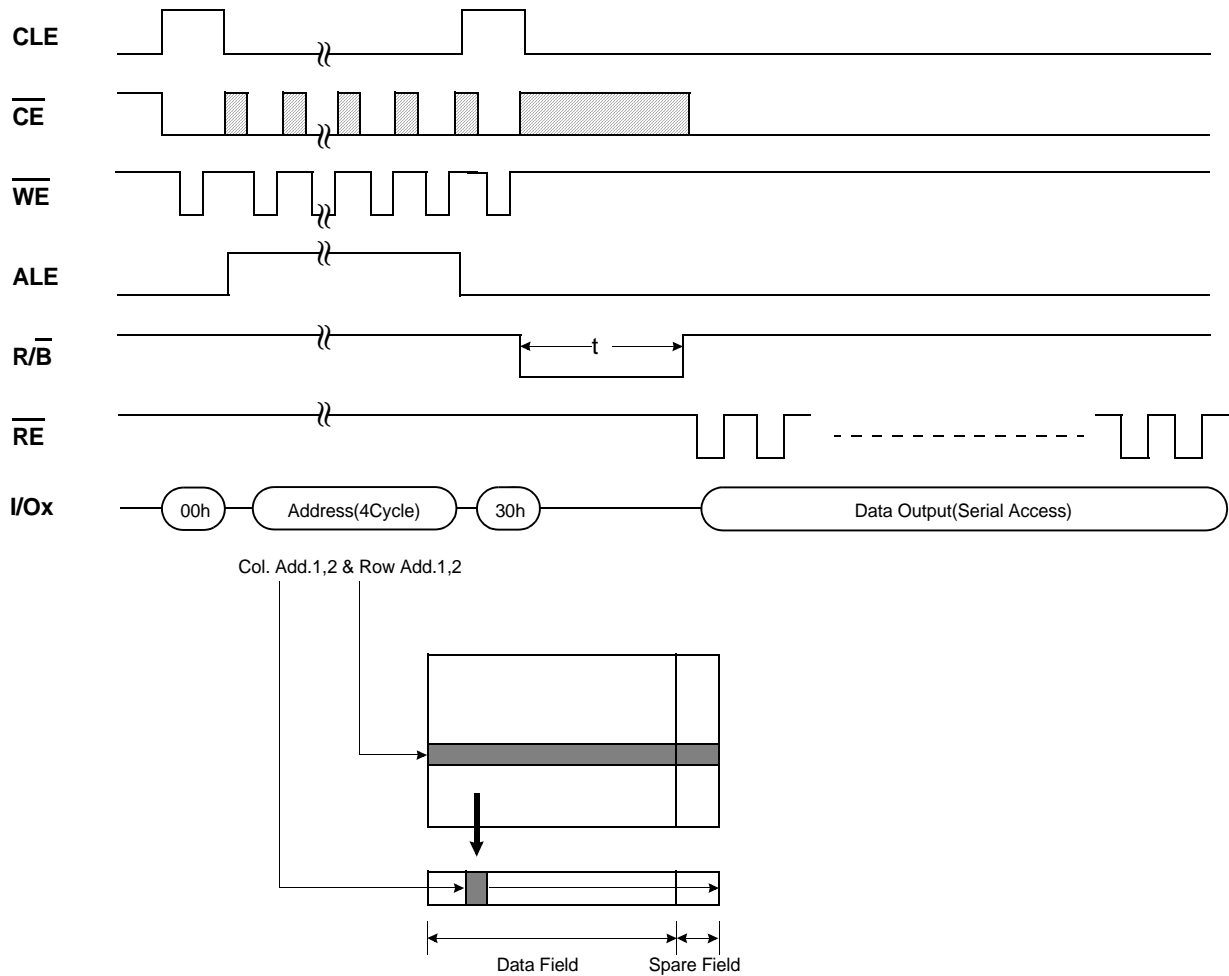 CLE
CE
WE
ALE
R/B
t
RE
I/Ox
00h
Address(4Cycle)
30h
Data Output(Serial Access)
Col. Add.1,2 & Row Add.1,2
Data Field
Spare Field